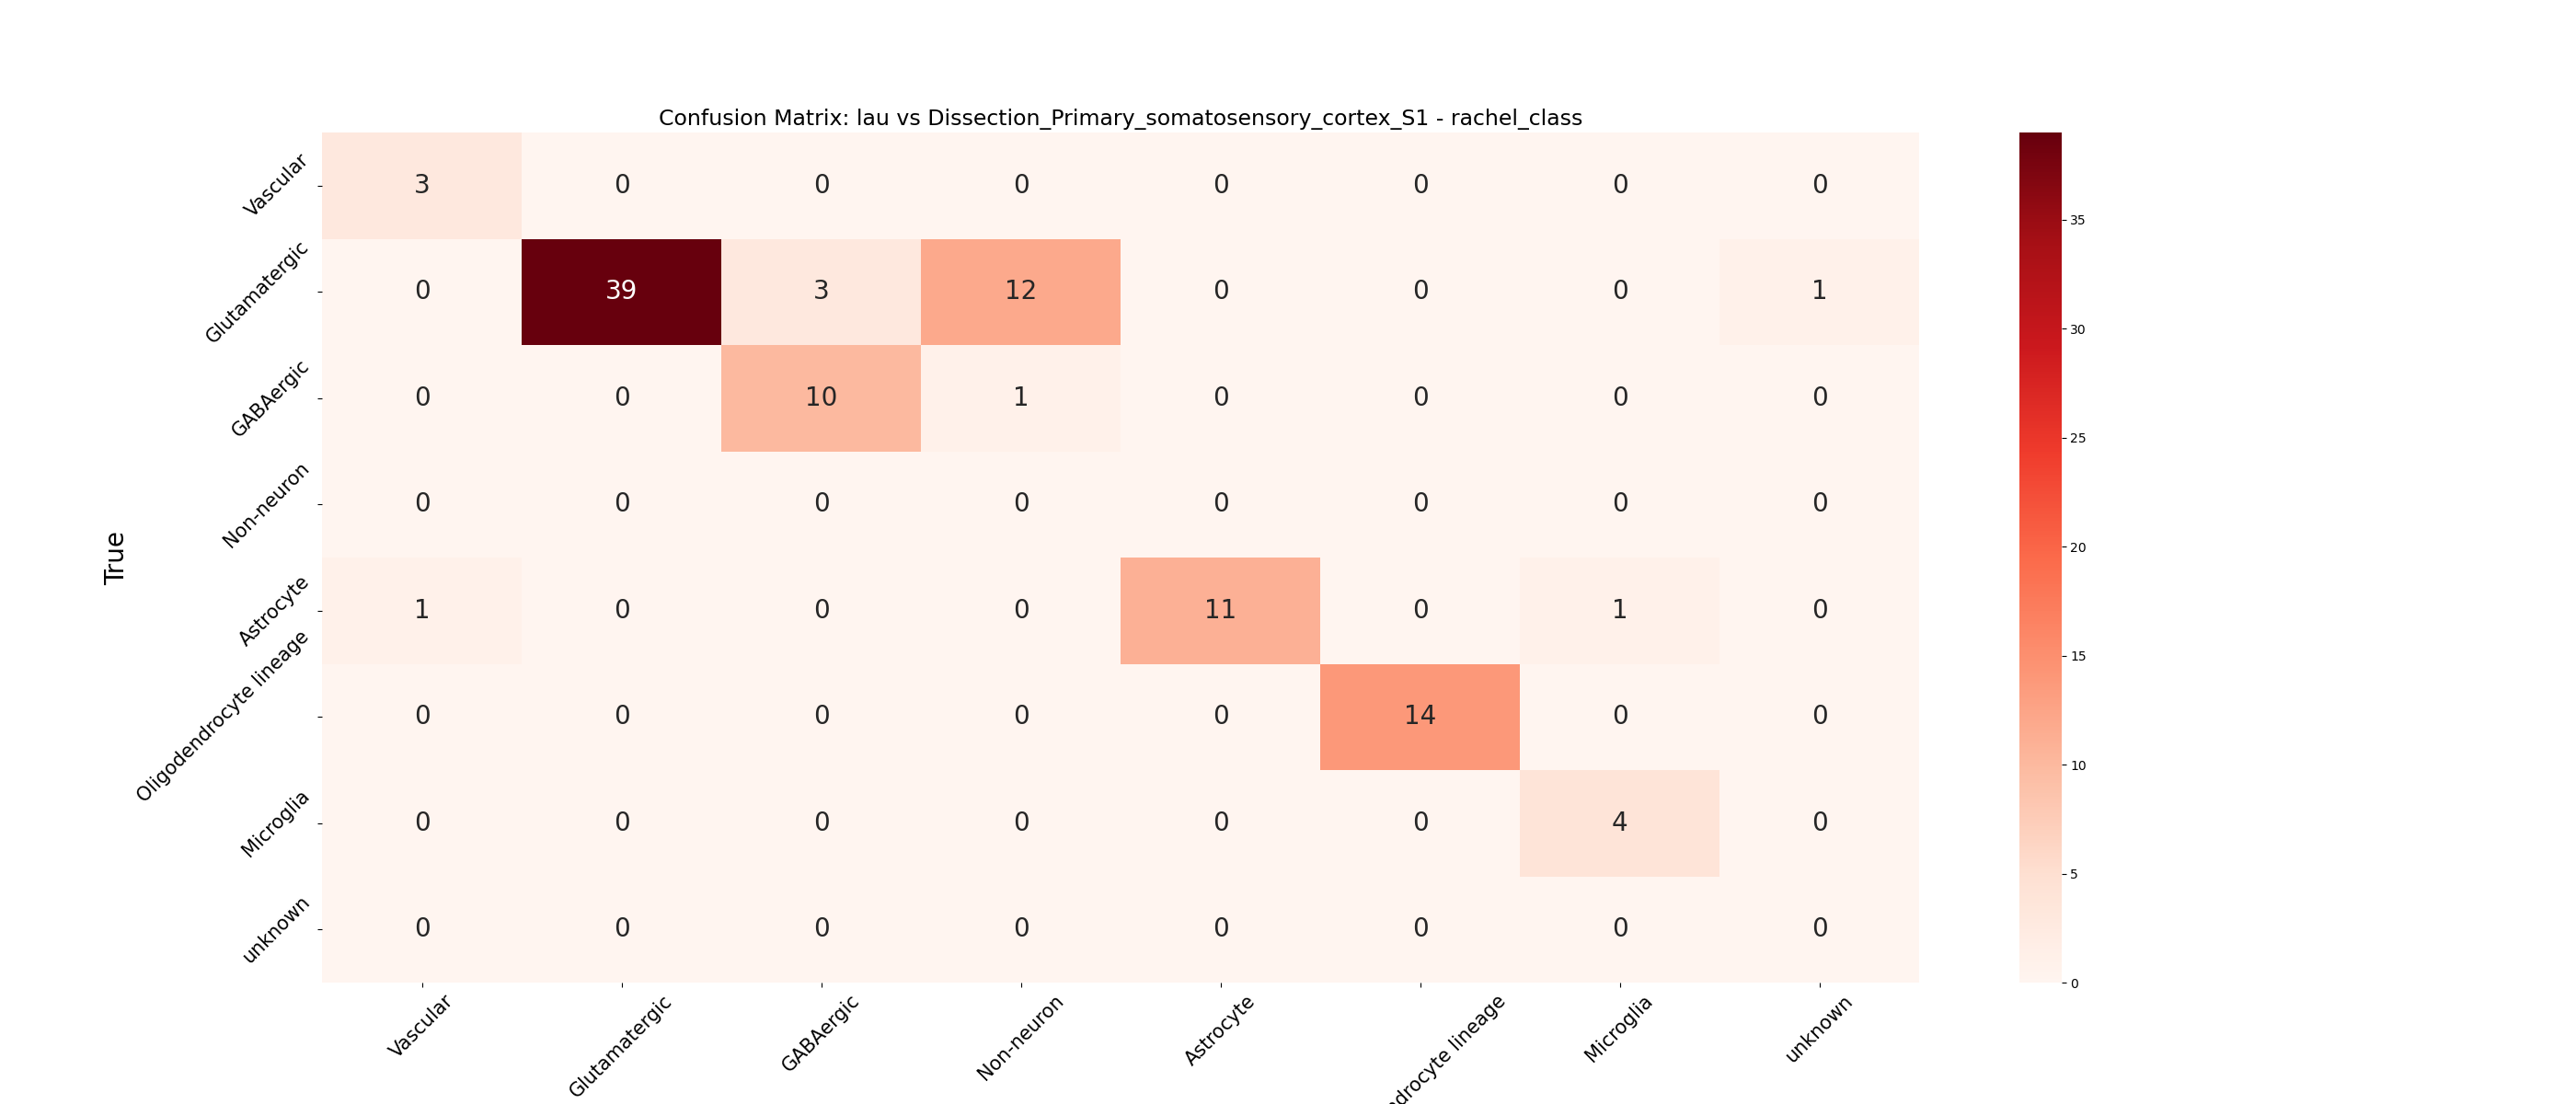 Confusion Matrix: lau vs Dissection_Primary_somatosensory_cortex_S1 - rachel_class
True
Vascular 3 0 0 0 0 0 0 0
Glutamatergic 0 39 3 12 0 0 0 1
GABAergic 0 0 10 1 0 0 0 0
Non-neuron 0 0 0 0 0 0 0 0
Astrocyte 1 0 0 0 11 0 1 0
Oligodendrocyte lineage 0 0 0 0 0 14 0 0
Microglia 0 0 0 0 0 0 4 0
unknown 0 0 0 0 0 0 0 0
Vascular Glutamatergic GABAergic Non-neuron Astrocyte lineage Microglia unknown
35
30
25
20
15
10
5
0